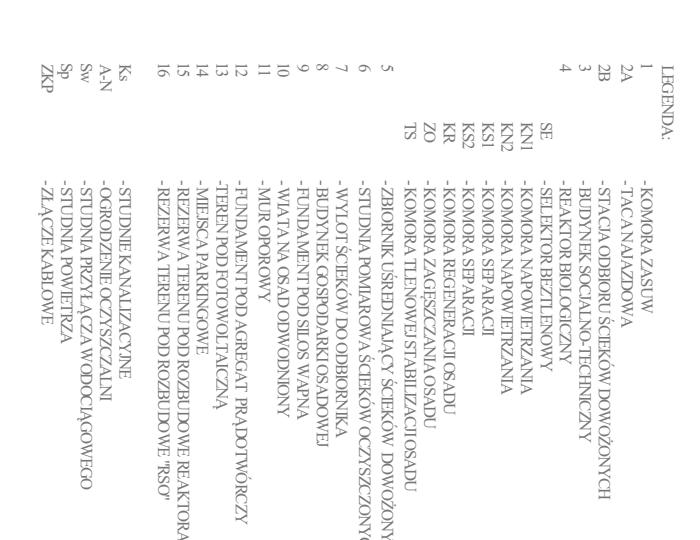 LEGENDA:
1 - KOMORA ZASUW
2A - TACA NAJAZDOWA
2B - STACJA ODBIORU ŚCIEKÓW DOWOŻONYCH
3 - BUDYNEK SOCJALNO-TECHNICZNY
4 - REAKTOR BIOLOGICZNY
SE - SELEKTOR BEZTLENOWY
KN1 - KOMORA NAPOWIETRZANIA
KN2 - KOMORA NAPOWIETRZANIA
KS1 - KOMORA SEPARACJI
KS2 - KOMORA SEPARACJI
KR - KOMORA REGENERACJI OSADU
ZO - KOMORA ZAGĘSZCZANIA OSADU
TS - KOMORA TLENOWEJ STABILIZACJI OSADU
5 - ZBIORNIK UŚREDNIAJĄCY ŚCIEKÓW DOWOŻONY
6 - STUDNIA POMIAROWA ŚCIEKÓW OCZYSZCZONYC
7 - WYLOT ŚCIEKÓW DO ODBIORNIKA
8 - BUDYNEK GOSPODARKI OSADOWEJ
9 - FUNDAMENT POD SILOS WAPNA
10 - WIATA NA OSAD ODWODNIONY
11 - MUR OPOROWY
12 - FUNDAMENT POD AGREGAT PRĄDOTWÓRCZY
13 - TEREN POD FOTOWOLTAICZNĄ
14 - MIEJSCA PARKINGOWE
15 - REZERWA TERENU POD ROZBUDOWE REAKTORA
16 - REZERWA TERENU POD ROZBUDOWE "RSO"
Ks - STUDNIE KANALIZACYJNE
A-N - OGRODZENIE OCZYSZCZALNI
Sw - STUDNIA PRZYŁĄCZA WODOCIĄGOWEGO
Sp - STUDNIA POWIETRZA
ZKP - ZŁĄCZE KABLOWE